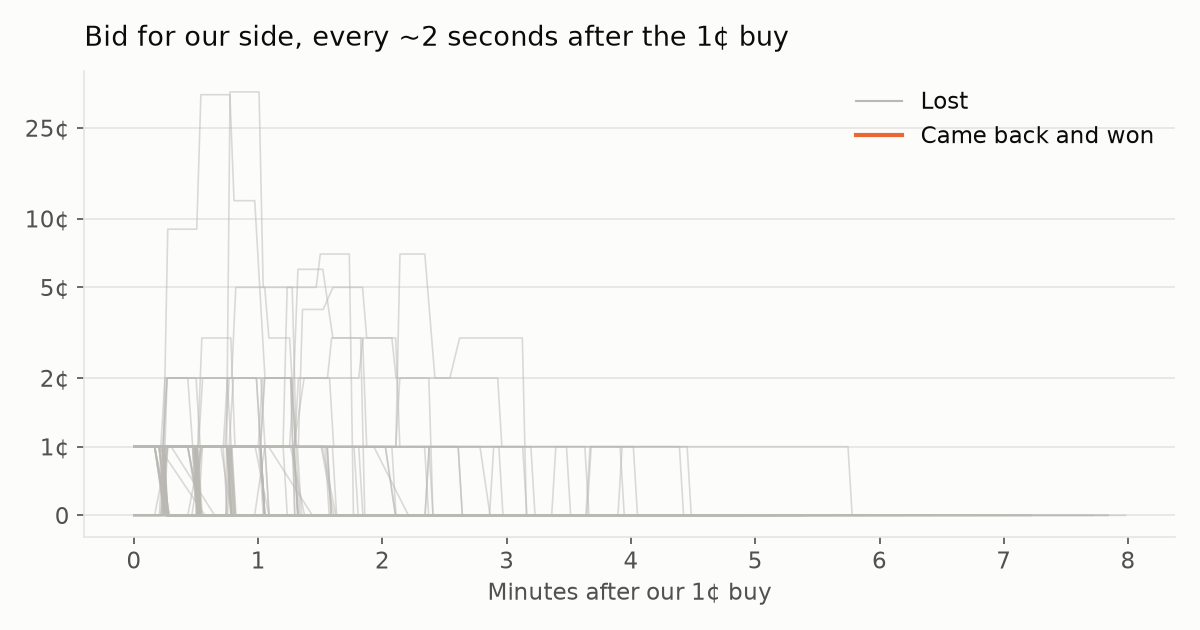 Bid for our side, every ~2 seconds after the 1¢ buy
Lost
Came back and won
25¢
10¢
5¢
2¢
1¢
0
0 1 2 3 4 5 6 7 8
Minutes after our 1¢ buy